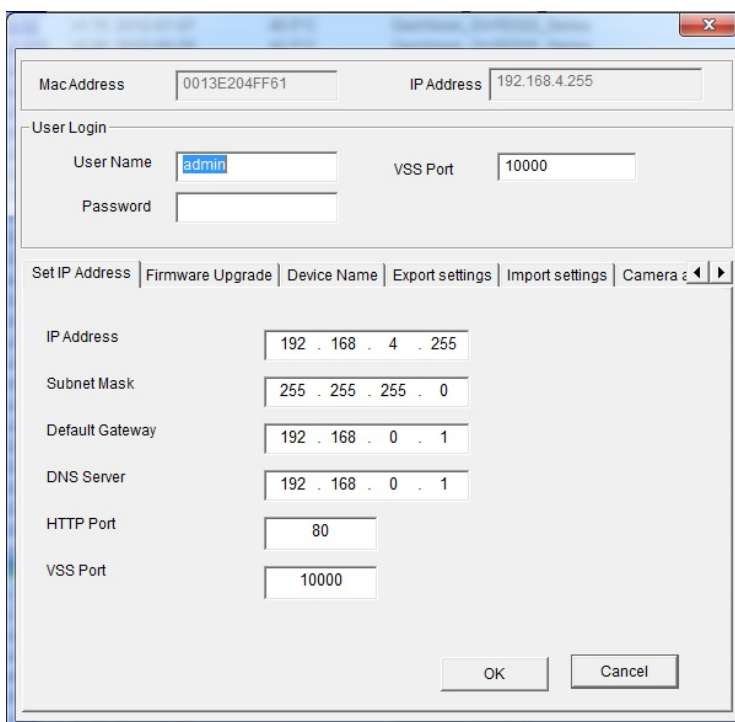 x
Mac Address 0013E204FF61 IP Address 192.168.4.255
User Login
User Name admin VSS Port 10000
Password
Set IP Address Firmware Upgrade Device Name Export settings Import settings Camera
IP Address 192 . 168 . 4 . 255
Subnet Mask 255 . 255 . 255 . 0
Default Gateway 192 . 168 . 0 . 1
DNS Server 192 . 168 . 0 . 1
HTTP Port 80
VSS Port 10000
OK Cancel